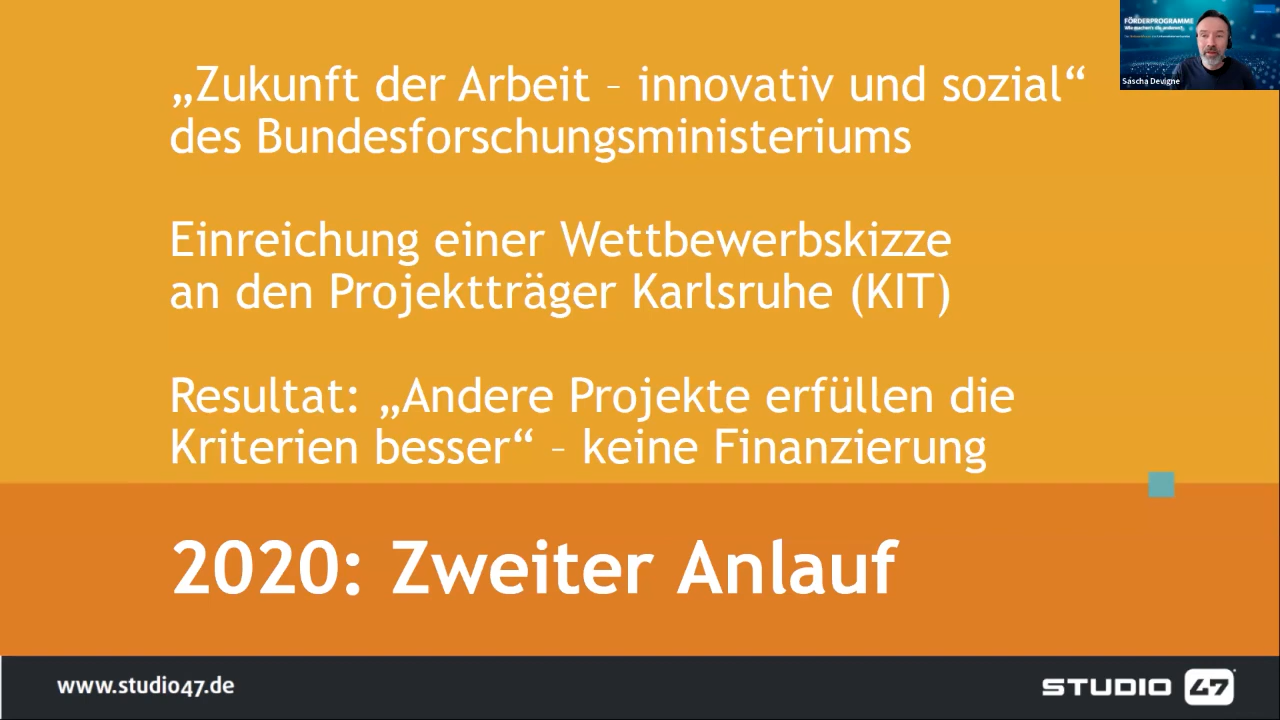 „Zukunft der Arbeit – innovativ und sozial“
des Bundesforschungsministeriums
Einreichung einer Wettbewerbskizze
an den Projektträger Karlsruhe (KIT)
Resultat: „Andere Projekte erfüllen die
Kriterien besser“ – keine Finanzierung
2020: Zweiter Anlauf
www.studio47.de
STUDIO 47
FÖRDERPROGRAMME
Sascha Devigne